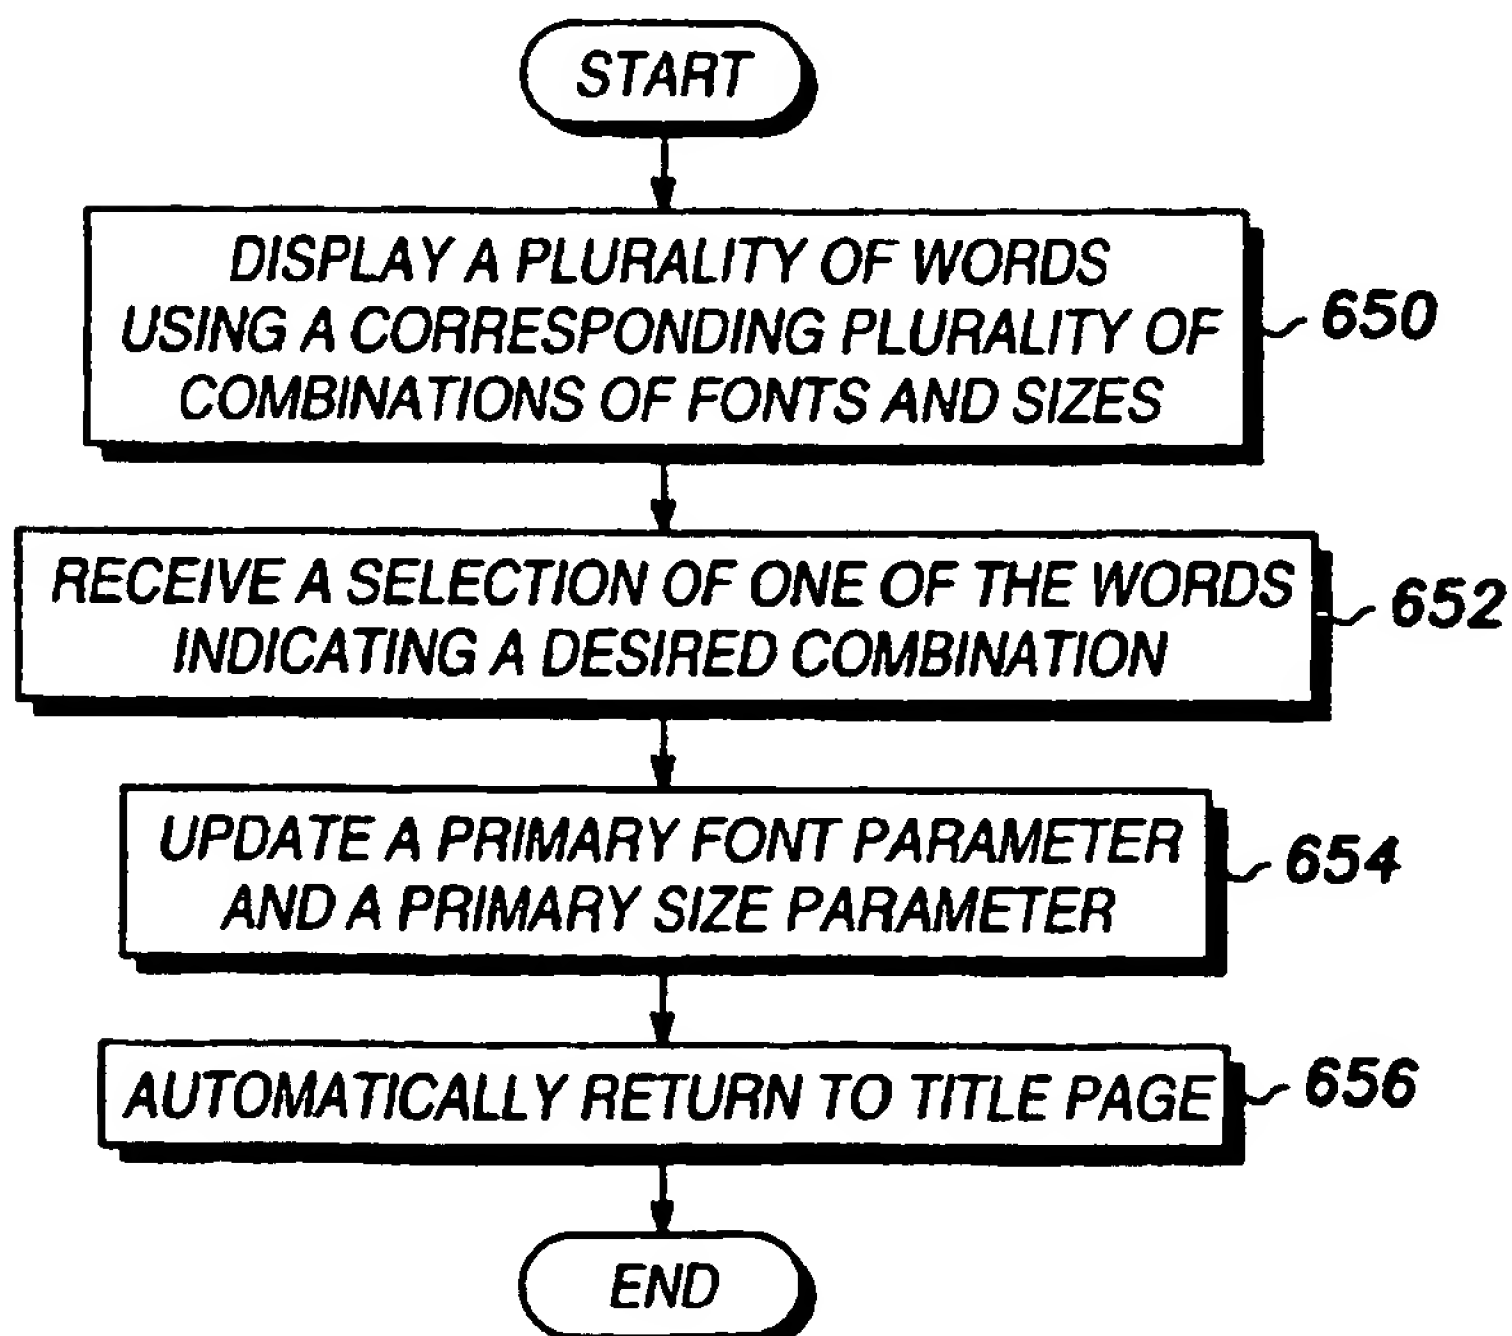 START
DISPLAY A PLURALITY OF WORDS
USING A CORRESPONDING PLURALITY OF
COMBINATIONS OF FONTS AND SIZES
650
RECEIVE A SELECTION OF ONE OF THE WORDS
INDICATING A DESIRED COMBINATION
652
UPDATE A PRIMARY FONT PARAMETER
AND A PRIMARY SIZE PARAMETER
654
AUTOMATICALLY RETURN TO TITLE PAGE
656
END